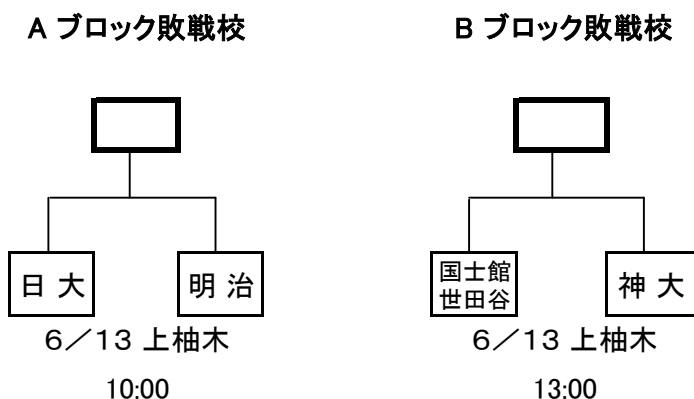 A ブロック敗戦校
日 大
明 治
6／13 上柚木
10:00
B ブロック敗戦校
国士館
世田谷
神 大
6／13 上柚木
13:00